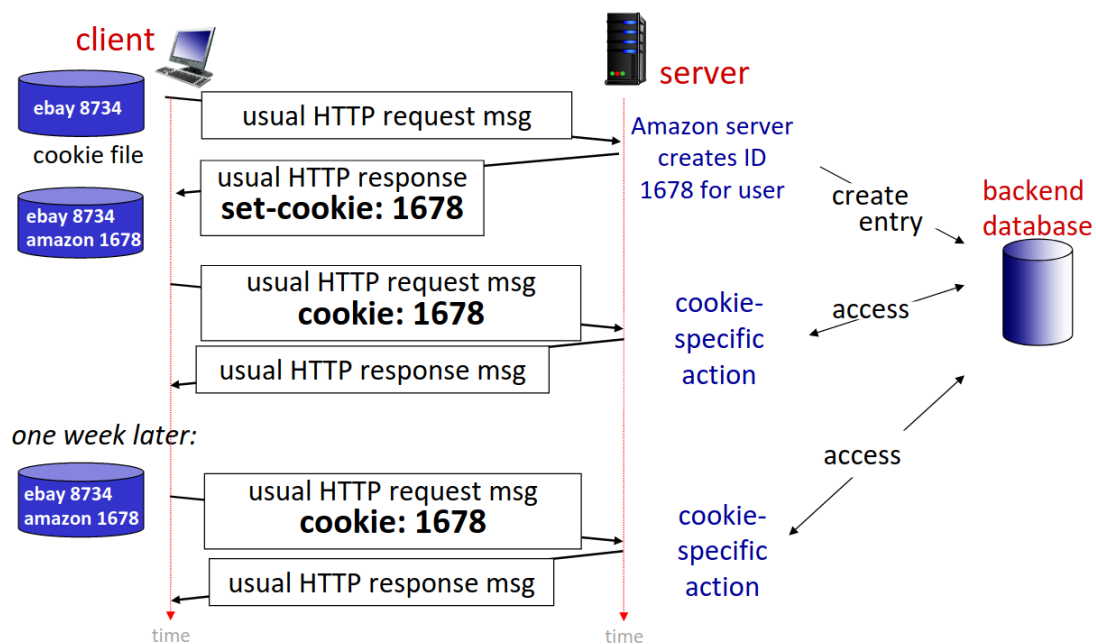 client
server
ebay 8734
cookie file
usual HTTP request msg
Amazon server
creates ID
1678 for user
usual HTTP response
set-cookie: 1678
ebay 8734
amazon 1678
create
entry
backend
database
usual HTTP request msg
cookie: 1678
cookie-
specific
action
access
usual HTTP response msg
one week later:
ebay 8734
amazon 1678
access
usual HTTP request msg
cookie: 1678
cookie-
specific
action
usual HTTP response msg
time
time